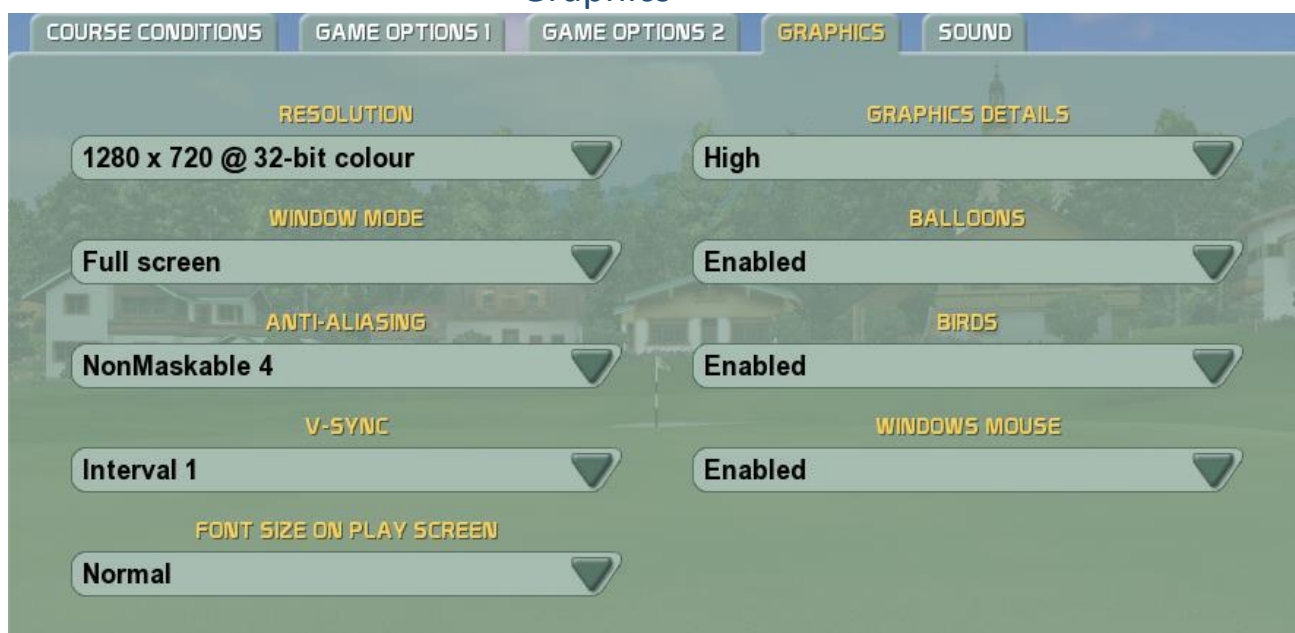 Graphics
COURSE CONDITIONS GAME OPTIONS 1 GAME OPTIONS 2 GRAPHICS SOUND
RESOLUTION
1280 x 720 @ 32-bit colour
WINDOW MODE
Full screen
ANTI-ALIASING
NonMaskable 4
V-SYNC
Interval 1
FONT SIZE ON PLAY SCREEN
Normal
GRAPHICS DETAILS
High
BALLOONS
Enabled
BIRDS
Enabled
WINDOWS MOUSE
Enabled